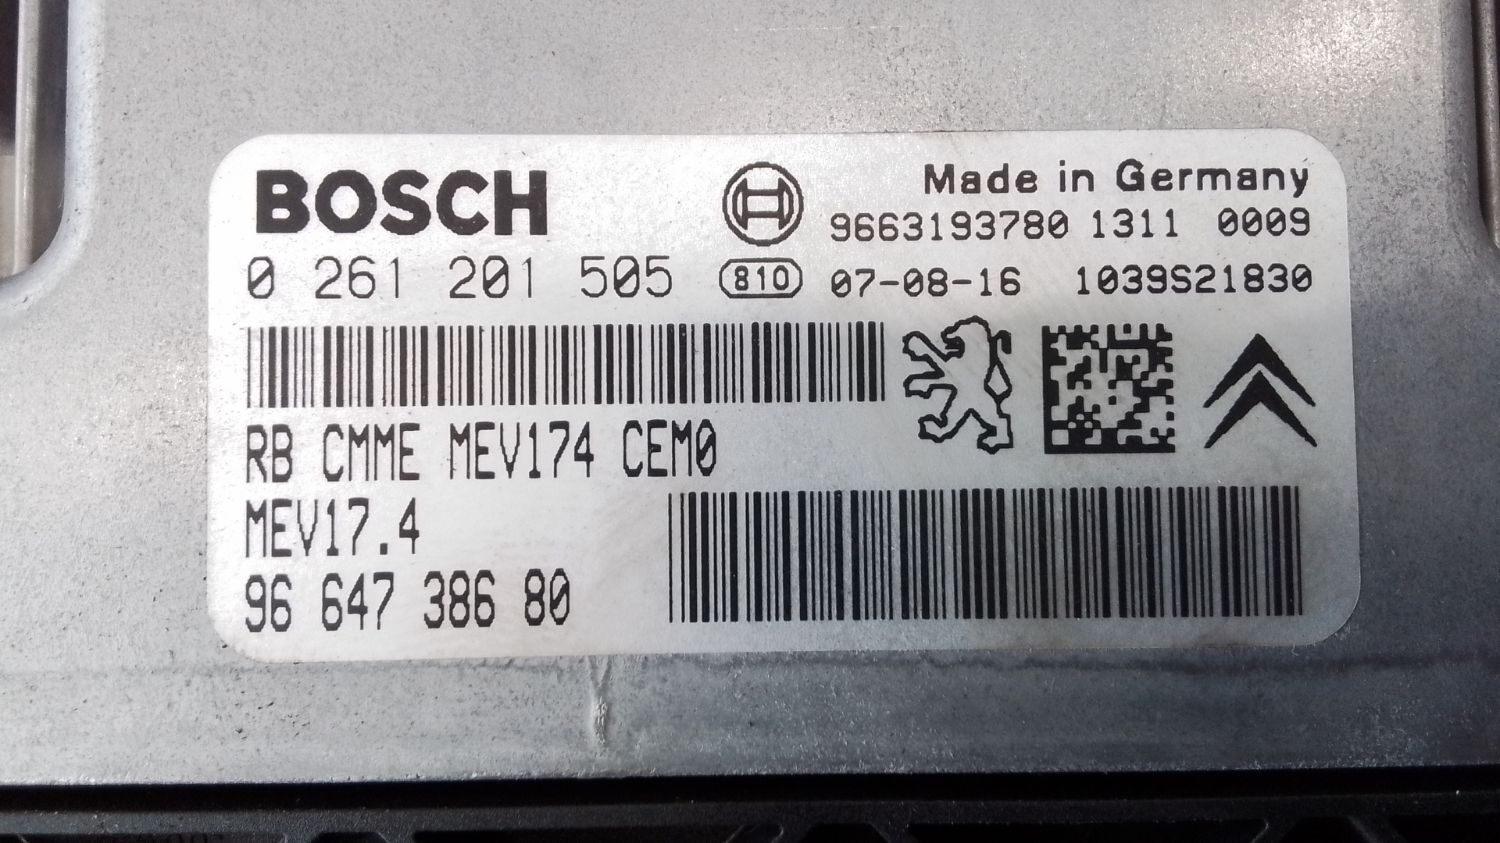 BOSCH
Made in Germany
9663193780 1311 0009
0 261 201 505 810 07-08-16 1039S21830
RB CMME MEV174 CEM0
MEV17.4
96 647 386 80